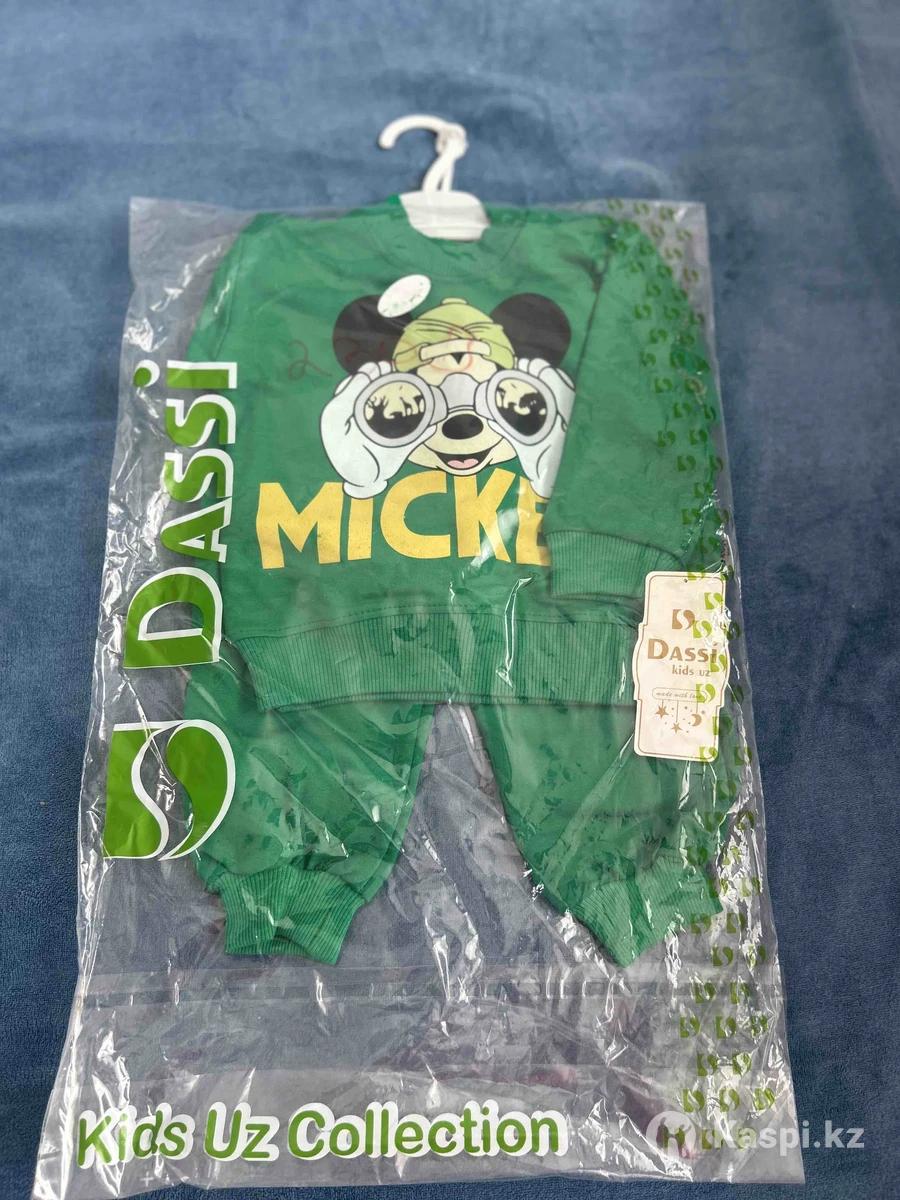 DASSI
MICKE
DASSI
kids uz
made with love
Kids Uz Collection
Kaspi.kz